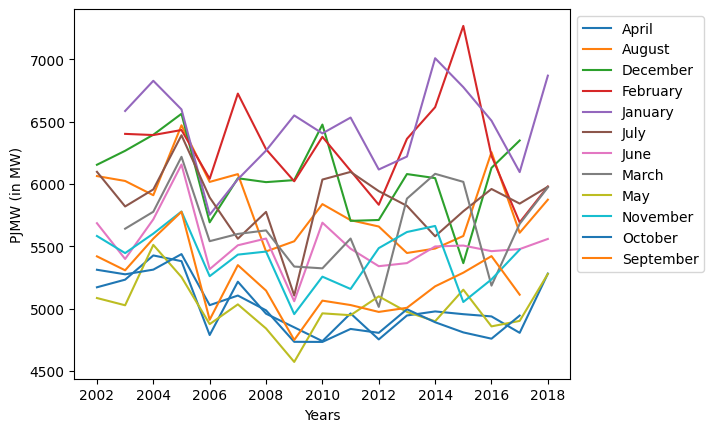 7000
6500
6000
5500
5000
4500
PJMW (in MW)
2002 2004 2006 2008 2010 2012 2014 2016 2018
Years
April
August
December
February
January
July
June
March
May
November
October
September